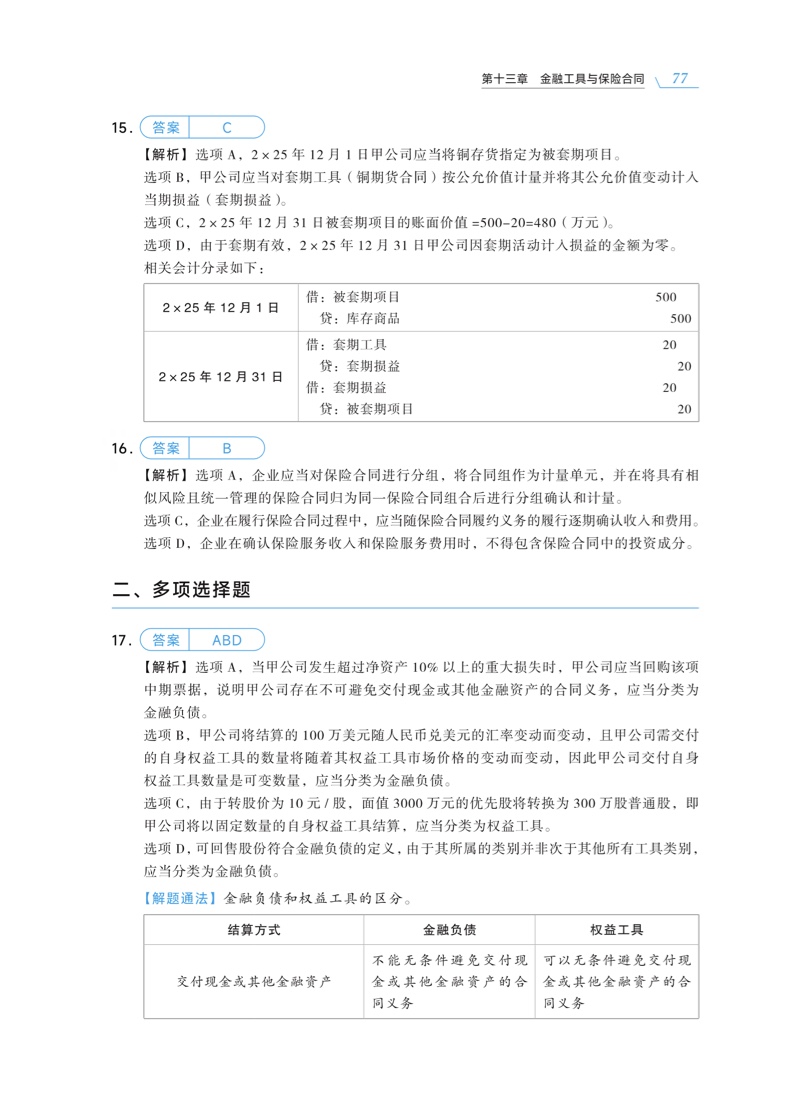 第十三章 金融工具与保险合同 77
15. 答案 C
【解析】选项 A，2×25 年 12 月 1 日甲公司应当将铜存货指定为被套期项目。
选项 B，甲公司应当对套期工具（铜期货合同）按公允价值计量并将其公允价值变动计入
当期损益（套期损益）。
选项 C，2×25 年 12 月 31 日被套期项目的账面价值 =500-20=480（万元）。
选项 D，由于套期有效，2×25 年 12 月 31 日甲公司因套期活动计入损益的金额为零。
相关会计分录如下：
2×25 年 12 月 1 日
借：被套期项目 500
贷：库存商品 500
2×25 年 12 月 31 日
借：套期工具 20
贷：套期损益 20
借：套期损益 20
贷：被套期项目 20
16. 答案 B
【解析】选项 A，企业应当对保险合同进行分组，将合同组作为计量单元，并在将具有相
似风险且统一管理的保险合同归为同一保险合同组合后进行分组确认和计量。
选项 C，企业在履行保险合同过程中，应当随保险合同履约义务的履行逐期确认收入和费用。
选项 D，企业在确认保险服务收入和保险服务费用时，不得包含保险合同中的投资成分。
二、多项选择题
17. 答案 ABD
【解析】选项 A，当甲公司发生超过净资产 10% 以上的重大损失时，甲公司应当回购该项
中期票据，说明甲公司存在不可避免交付现金或其他金融资产的合同义务，应当分类为
金融负债。
选项 B，甲公司将结算的 100 万美元随人民币兑美元的汇率变动而变动，且甲公司需交付
的自身权益工具的数量将随着其权益工具市场价格的变动而变动，因此甲公司交付自身
权益工具数量是可变数量，应当分类为金融负债。
选项 C，由于转股价为 10 元 / 股，面值 3000 万元的优先股将转换为 300 万股普通股，即
甲公司将以固定数量的自身权益工具结算，应当分类为权益工具。
选项 D，可回售股份符合金融负债的定义，由于其所属的类别并非次于其他所有工具类别，
应当分类为金融负债。
【解题通法】金融负债和权益工具的区分。
结算方式 金融负债 权益工具
交付现金或其他金融资产
不能无条件避免交付现
金或其他金融资产的合
同义务
可以无条件避免交付现
金或其他金融资产的合
同义务